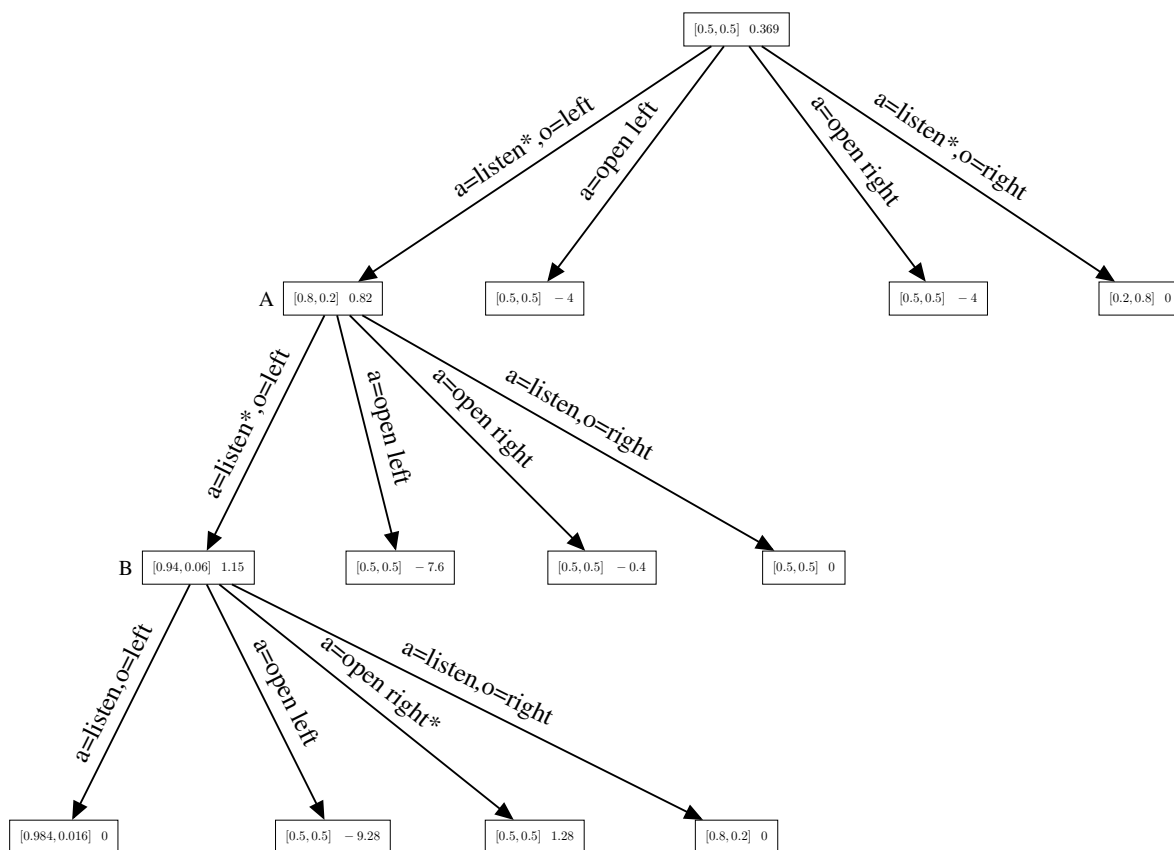 [0.5, 0.5] 0.369
a=listen*,o=left
a=open left
a=open right
a=listen*,o=right
A
[0.8, 0.2] 0.82
[0.5, 0.5] − 4
[0.5, 0.5] − 4
[0.2, 0.8] 0
a=listen*,o=left
a=open left
a=open right
a=listen,o=right
B
[0.94, 0.06] 1.15
[0.5, 0.5] − 7.6
[0.5, 0.5] − 0.4
[0.5, 0.5] 0
a=listen,o=left
a=open left
a=open right*
a=listen,o=right
[0.984, 0.016] 0
[0.5, 0.5] − 9.28
[0.5, 0.5] 1.28
[0.8, 0.2] 0